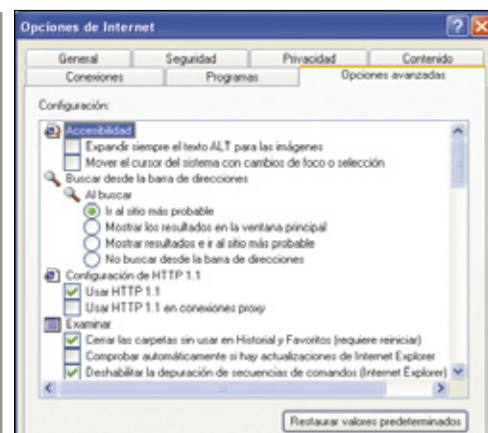 Opciones de Internet
General Seguridad Privacidad Contenido
Conexiones Programas Opciones avanzadas
Configuración:
Accesibilidad
Expandir siempre el texto ALT para las imágenes
Mover el cursor del sistema con cambios de foco o selección
Buscar desde la barra de direcciones
Al buscar
Ir al sitio más probable
Mostrar los resultados en la ventana principal
Mostrar resultados e ir al sitio más probable
No buscar desde la barra de direcciones
Configuración de HTTP 1.1
Usar HTTP 1.1
Usar HTTP 1.1 en conexiones proxy
Examinar
Cerrar las carpetas sin usar en Historial y Favoritos (requiere reiniciar)
Comprobar automáticamente si hay actualizaciones de Internet Explorer
Deshabilitar la depuración de secuencias de comandos (Internet Explorer)
Restaurar valores predeterminados